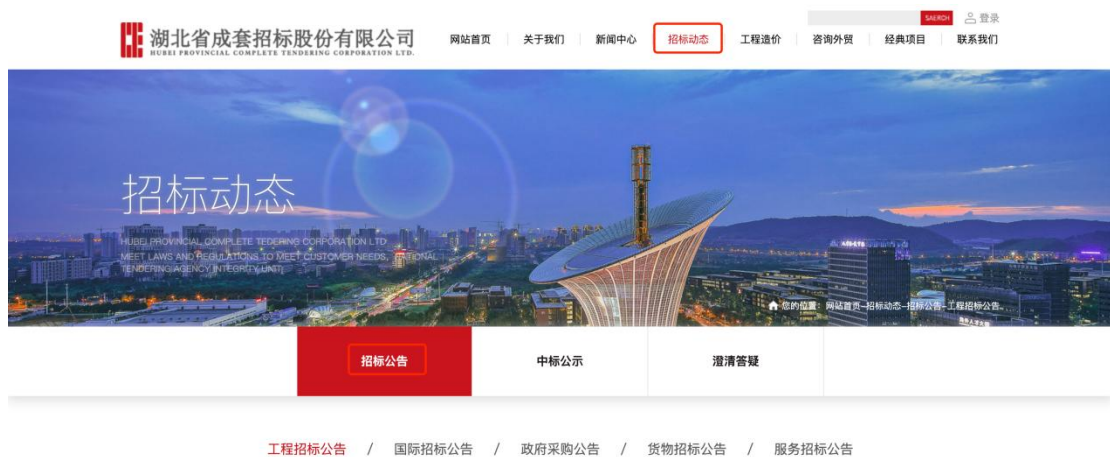 SAERCH 登录
湖北省成套招标股份有限公司
HUBEI PROVINCIAL COMPLETE TENDERING CORPORATION LTD.
网站首页 关于我们 新闻中心 招标动态 工程造价 咨询外贸 经典项目 联系我们
招标动态
HUBEI PROVINCIAL COMPLETE TEDERING CORPORATION LTD
MEET LAWS AND REGULATIONS TO MEET CUSTOMER NEEDS, NATIONAL
TENDERING AGENCY INTEGRITY UNIT;
您的位置: 网站首页-招标动态-招标公告-工程招标公告
招标公告 中标公示 澄清答疑
工程招标公告 / 国际招标公告 / 政府采购公告 / 货物招标公告 / 服务招标公告